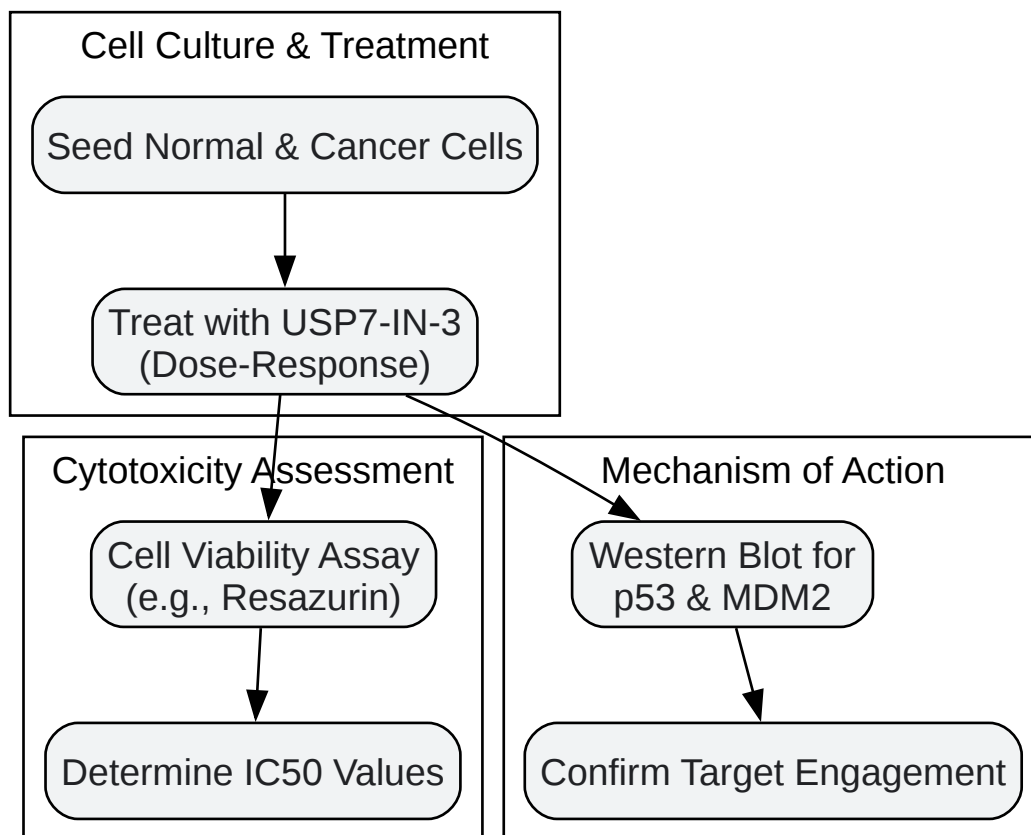 Cell Culture & Treatment
Seed Normal & Cancer Cells
Treat with USP7-IN-3
(Dose-Response)
Cytotoxicity Assessment
Cell Viability Assay
(e.g., Resazurin)
Determine IC50 Values
Mechanism of Action
Western Blot for
p53 & MDM2
Confirm Target Engagement